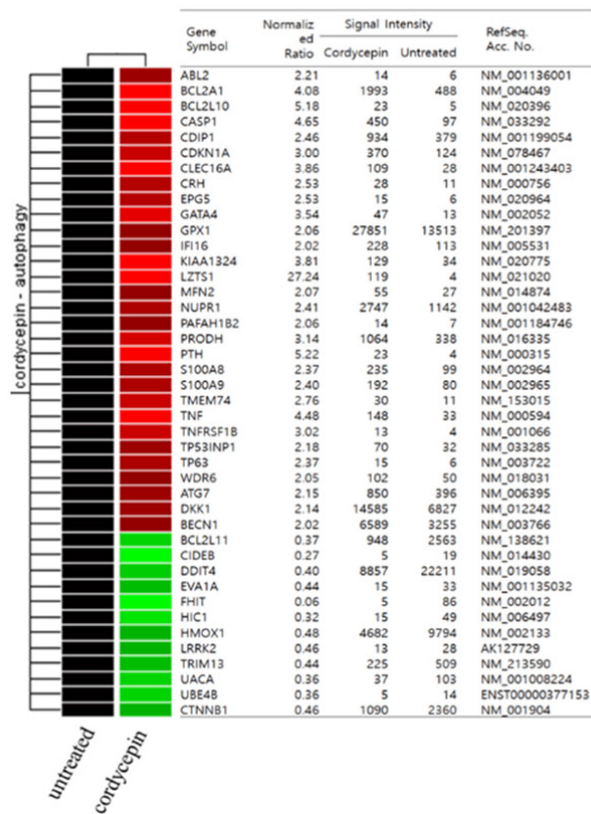 Gene Symbol Normalized Ratio Signal Intensity RefSeq. Acc. No.
Cordycepin Untreated
ABL2 2.21 14 6 NM_001136001
BCL2A1 4.08 1993 488 NM_004049
BCL2L10 5.18 23 5 NM_020396
CASP1 4.65 450 97 NM_033292
CDIP1 2.46 934 379 NM_001199054
CDKN1A 3.00 370 124 NM_078467
CLEC16A 3.86 109 28 NM_001243403
CRH 2.53 28 11 NM_000756
EPG5 2.53 15 6 NM_020964
GATA4 3.54 47 13 NM_002052
GPX1 2.06 27851 13513 NM_201397
IFI16 2.02 228 113 NM_005531
KIAA1324 3.81 129 34 NM_020775
LZTS1 27.24 119 4 NM_021020
MFN2 2.07 55 27 NM_014874
NUPR1 2.41 2747 1142 NM_001042483
PAFAH1B2 2.06 14 7 NM_001184746
PRODH 3.14 1064 338 NM_016335
PTH 5.22 23 4 NM_000315
S100A8 2.37 235 99 NM_002964
S100A9 2.40 192 80 NM_002965
TMEM74 2.76 30 11 NM_153015
TNF 4.48 148 33 NM_000594
TNFRSF1B 3.02 13 4 NM_001066
TP53INP1 2.18 70 32 NM_033285
TP63 2.37 15 6 NM_003722
WDR6 2.05 102 50 NM_018031
ATG7 2.15 850 396 NM_006395
DKK1 2.14 14585 6827 NM_012242
BECN1 2.02 6589 3255 NM_003766
BCL2L11 0.37 948 2563 NM_138621
CIDEB 0.27 5 19 NM_014430
DDIT4 0.40 8857 22211 NM_019058
EVA1A 0.44 15 33 NM_001135032
FHIT 0.06 5 86 NM_002012
HIC1 0.32 15 49 NM_006497
HMOX1 0.48 4682 9794 NM_002133
LRRK2 0.46 13 28 AK127729
TRIM13 0.44 225 509 NM_213590
UACA 0.36 37 103 NM_001008224
UBE4B 0.36 5 14 ENST00000377153
CTNNB1 0.46 1090 2360 NM_001904
cordycepin - autophagy
untreated
cordycepin